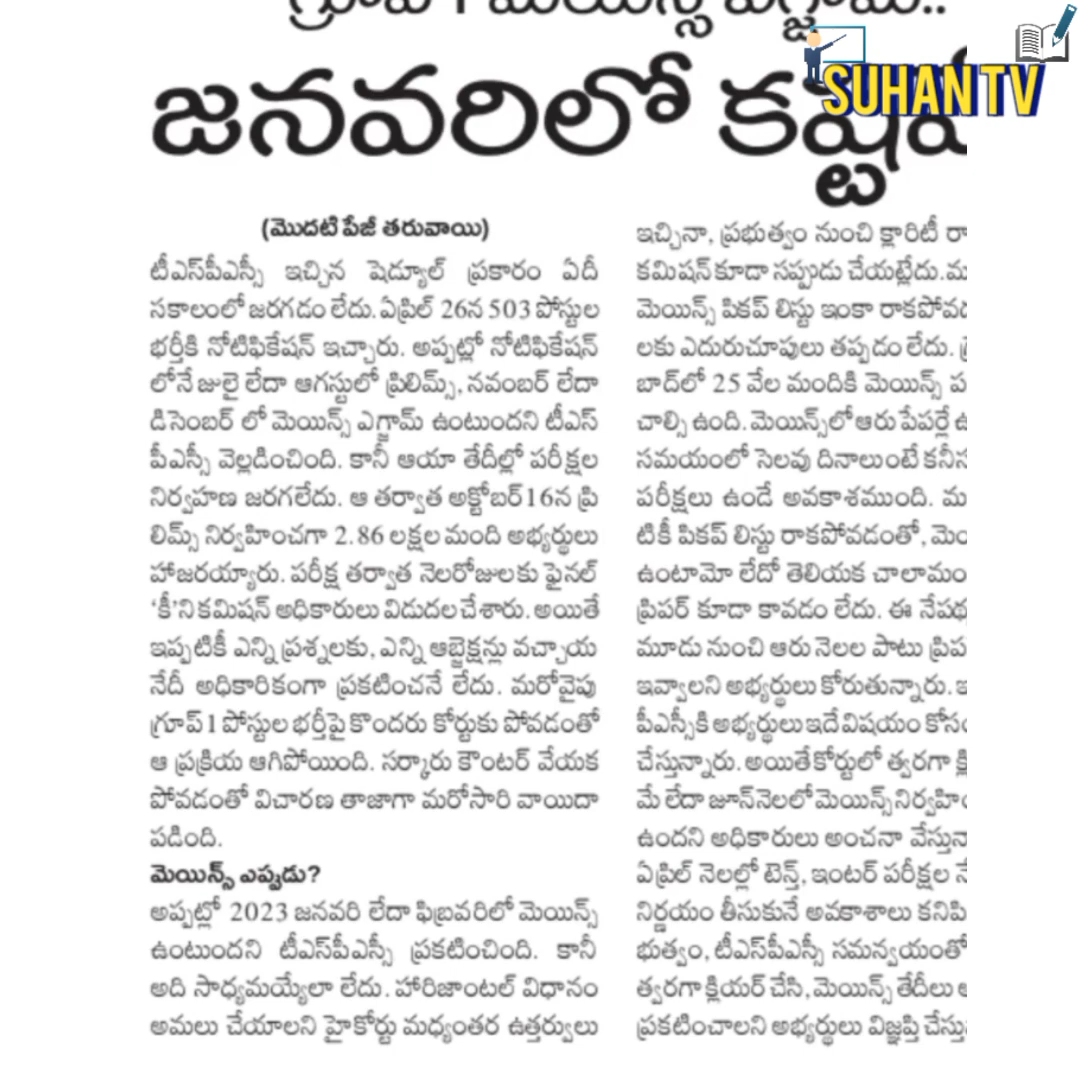 గ్రూప్ 1 మెయిన్స్ ఎగ్జామ్..
జనవరిలో
SUHAN TV
(మొదటి పేజీ తరువాయి)
టీఎస్‌పీఎస్సీ ఇచ్చిన షెడ్యూల్ ప్రకారం ఏదీ
సకాలంలో జరగడం లేదు. ఏప్రిల్ 26న 503 పోస్టుల
భర్తీకి నోటిఫికేషన్ ఇచ్చారు. అప్పట్లో నోటిఫికేషన్
లోనే జులై లేదా ఆగస్టులో ప్రిలిమ్స్, నవంబర్ లేదా
డిసెంబర్ లో మెయిన్స్ ఎగ్జామ్ ఉంటుందని టీఎస్
పీఎస్సీ వెల్లడించింది. కానీ ఆయా తేదీల్లో పరీక్షల
నిర్వహణ జరగలేదు. ఆ తర్వాత అక్టోబర్16న ప్రి
లిమ్స్ నిర్వహించగా 2.86 లక్షల మంది అభ్యర్థులు
హాజరయ్యారు. పరీక్ష తర్వాత నెలరోజులకు ఫైనల్
‘కీ’ని కమిషన్ అధికారులు విడుదల చేశారు. అయితే
ఇప్పటికీ ఎన్ని ప్రశ్నలకు, ఎన్ని ఆబ్జెక్షన్లు వచ్చాయ
నేదీ అధికారికంగా ప్రకటించనే లేదు. మరోవైపు
గ్రూప్1 పోస్టుల భర్తీపై కొందరు కోర్టుకు పోవడంతో
ఆ ప్రక్రియ ఆగిపోయింది. సర్కారు కౌంటర్ వేయక
పోవడంతో విచారణ తాజాగా మరోసారి వాయిదా
పడింది.
మెయిన్స్ ఎప్పుడు?
అప్పట్లో 2023 జనవరి లేదా ఫిబ్రవరిలో మెయిన్స్
ఉంటుందని టీఎస్‌పీఎస్సీ ప్రకటించింది. కానీ
అది సాధ్యమయ్యేలా లేదు. హారిజాంటల్ విధానం
అమలు చేయాలని హైకోర్టు మధ్యంతర ఉత్తర్వులు
ఇచ్చినా, ప్రభుత్వం నుంచి క్లారిటీ రా
కమిషన్ కూడా సప్పుడు చేయట్లేదు.
మెయిన్స్ పికప్ లిస్టు ఇంకా రాకపోవ
లకు ఎదురుచూపులు తప్పడం లేదు.
బాద్‌లో 25 వేల మందికి మెయిన్స్ ప
చాల్సి ఉంది. మెయిన్స్‌లో ఆరు పేపర్లే ఉ
సమయంలో సెలవు దినాలుంటే కనీస
పరీక్షలు ఉండే అవకాశముంది. మ
టికీ పికప్ లిస్టు రాకపోవడంతో, మెం
ఉంటామో లేదో తెలియక చాలామం
ప్రిపర్ కూడా కావడం లేదు. ఈ నేపథ
మూడు నుంచి ఆరు నెలల పాటు ప్రిప
ఇవ్వాలని అభ్యర్థులు కోరుతున్నారు.
పీఎస్సీకి అభ్యర్థులు ఇదే విషయం కోసం
చేస్తున్నారు. అయితే కోర్టులో త్వరగా క్లి
మే లేదా జూన్‌నెలలో మెయిన్స్ నిర్వహిం
ఉందని అధికారులు అంచనా వేస్తునా
ఏప్రిల్ నెలల్లో టెన్త్, ఇంటర్ పరీక్షల నే
నిర్ణయం తీసుకునే అవకాశాలు కనిపి
భుత్వం, టీఎస్‌పీఎస్సీ సమన్వయంతో
త్వరగా క్లియర్ చేసి, మెయిన్స్ తేదీలు
ప్రకటించాలని అభ్యర్థులు విజ్ఞప్తి చేస్తు